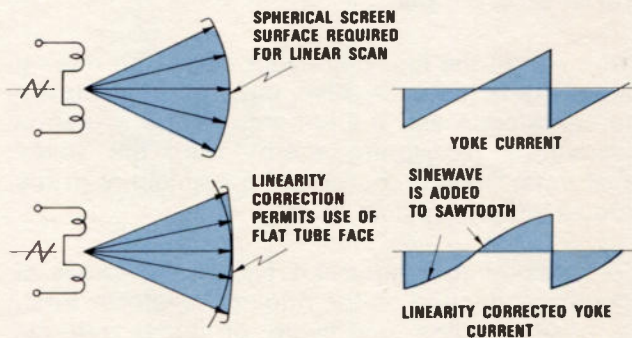 SPHERICAL SCREEN
SURFACE REQUIRED
FOR LINEAR SCAN
YOKE CURRENT
LINEARITY
CORRECTION
PERMITS USE OF
FLAT TUBE FACE
SINEWAVE
IS ADDED
TO SAWTOOTH
LINEARITY CORRECTED YOKE
CURRENT